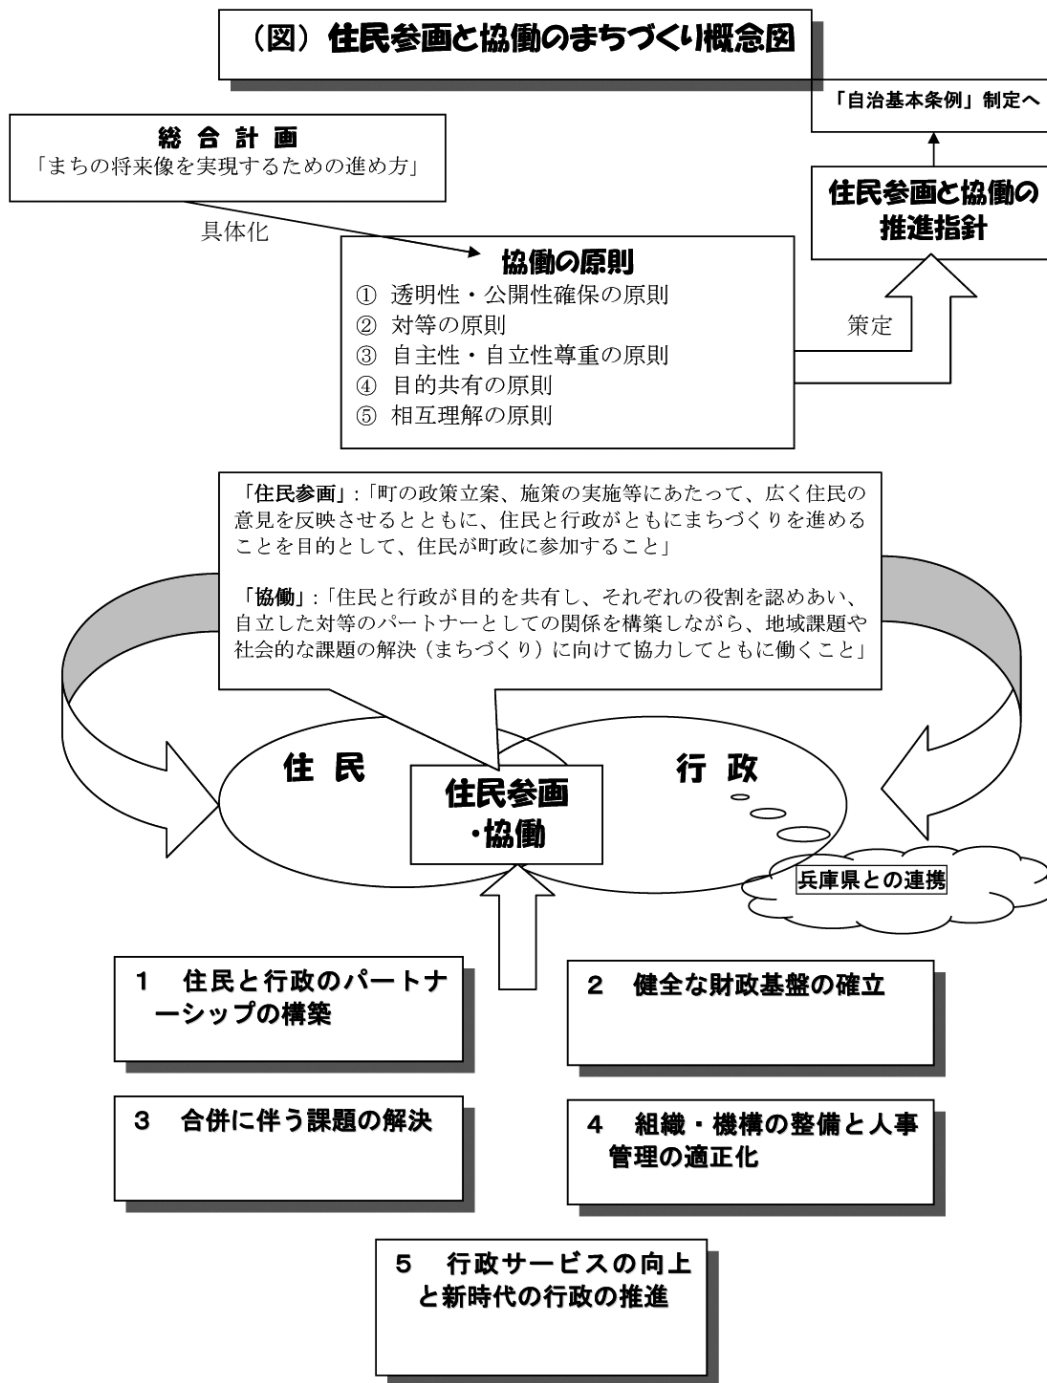 （図）住民参画と協働のまちづくり概念図
「自治基本条例」制定へ
総 合 計 画
「まちの将来像を実現するための進め方」
住民参画と協働の
推進指針
具体化
協働の原則
① 透明性・公開性確保の原則
② 対等の原則
③ 自主性・自立性尊重の原則
④ 目的共有の原則
⑤ 相互理解の原則
策定
「住民参画」:「町の政策立案、施策の実施等にあたって、広く住民の
意見を反映させるとともに、住民と行政がともにまちづくりを進める
ことを目的として、住民が町政に参加すること」
「協働」:「住民と行政が目的を共有し、それぞれの役割を認めあい、
自立した対等のパートナーとしての関係を構築しながら、地域課題や
社会的な課題の解決（まちづくり）に向けて協力してともに働くこと」
住 民
行 政
住民参画
・協働
兵庫県との連携
１　住民と行政のパートナ
ーシップの構築
２　健全な財政基盤の確立
３　合併に伴う課題の解決
４　組織・機構の整備と人事
管理の適正化
５　行政サービスの向上
と新時代の行政の推進